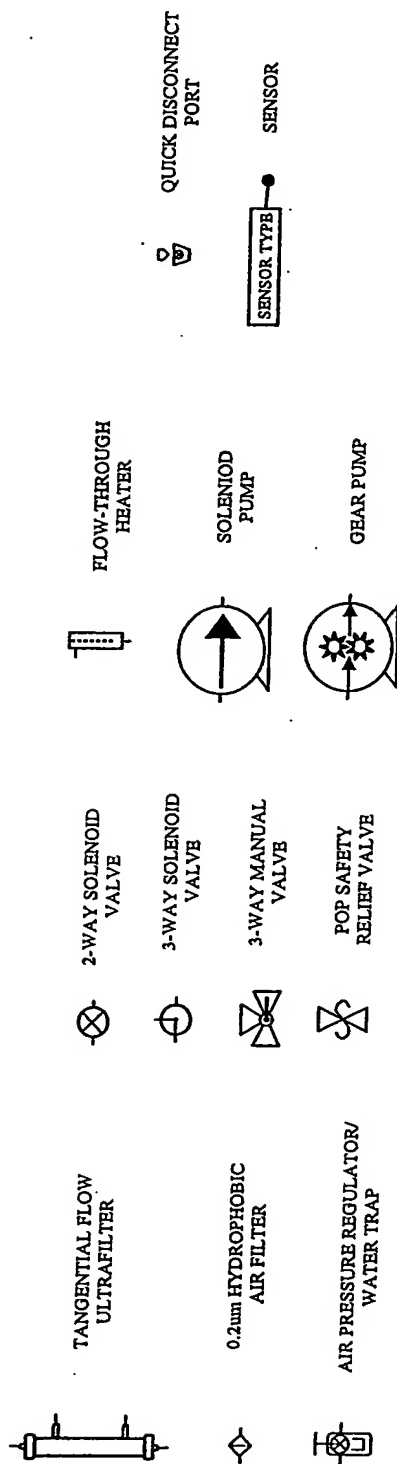 TANGENTIAL FLOW
ULTRAFILTER
0.2um HYDROPHOBIC
AIR FILTER
AIR PRESSURE REGULATOR/
WATER TRAP
2-WAY SOLENOID
VALVE
3-WAY SOLENOID
VALVE
3-WAY MANUAL
VALVE
POP SAFETY
RELIEF VALVE
FLOW-THROUGH
HEATER
SOLENIOD
PUMP
GEAR PUMP
QUICK DISCONNECT
PORT
SENSOR TYPE
SENSOR